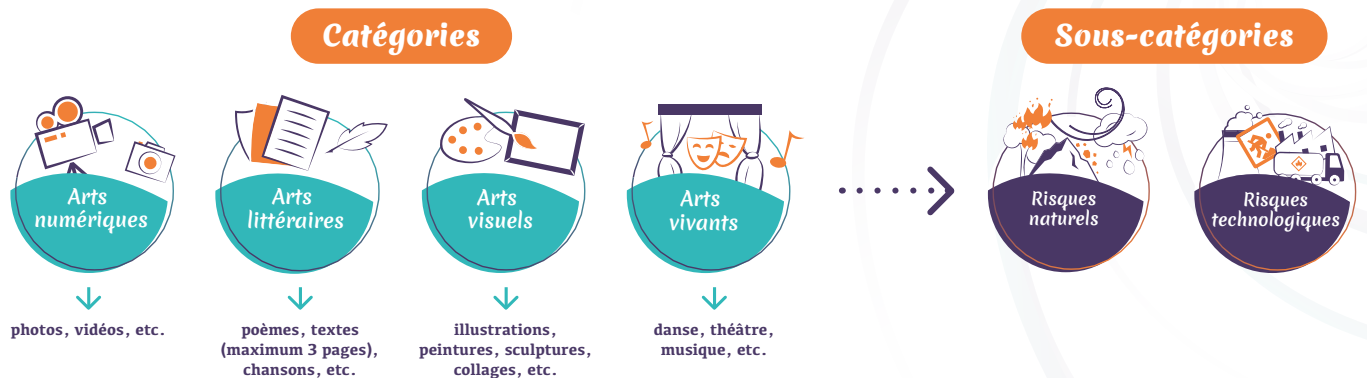 Catégories
Sous-catégories
Arts
numériques
Arts
littéraires
Arts
visuels
Arts
vivants
Risques
naturels
Risques
technologiques
photos, vidéos, etc.
poèmes, textes
(maximum 3 pages),
chansons, etc.
illustrations,
peintures, sculptures,
collages, etc.
danse, théâtre,
musique, etc.